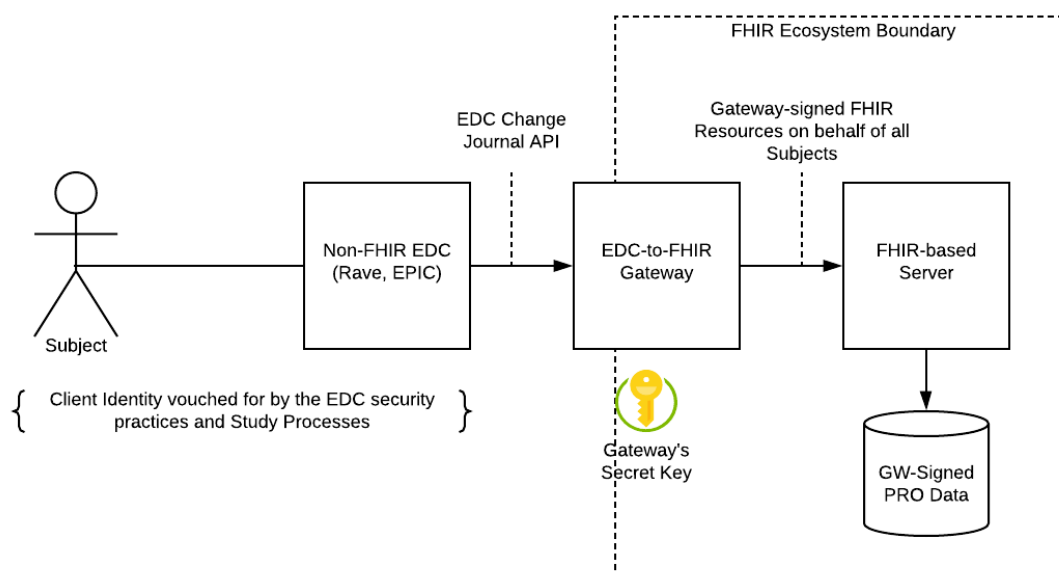 FHIR Ecosystem Boundary
EDC Change
Journal API
Gateway-signed FHIR
Resources on behalf of all
Subjects
Non-FHIR EDC
(Rave, EPIC)
EDC-to-FHIR
Gateway
FHIR-based
Server
Subject
{ Client Identity vouched for by the EDC security }
practices and Study Processes
Gateway's
Secret Key
GW-Signed
PRO Data